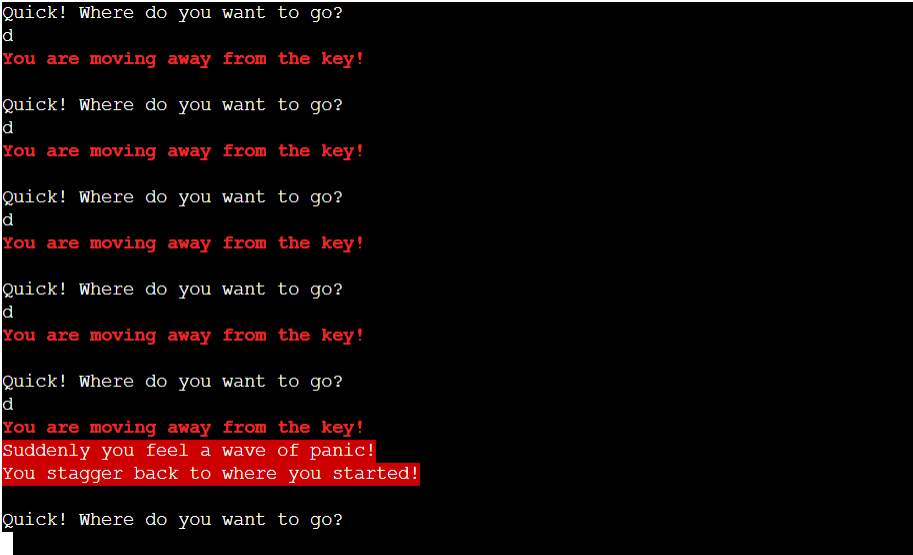 Quick! Where do you want to go?
d
You are moving away from the key!
Quick! Where do you want to go?
d
You are moving away from the key!
Quick! Where do you want to go?
d
You are moving away from the key!
Quick! Where do you want to go?
d
You are moving away from the key!
Quick! Where do you want to go?
d
You are moving away from the key!
Suddenly you feel a wave of panic!
You stagger back to where you started!
Quick! Where do you want to go?